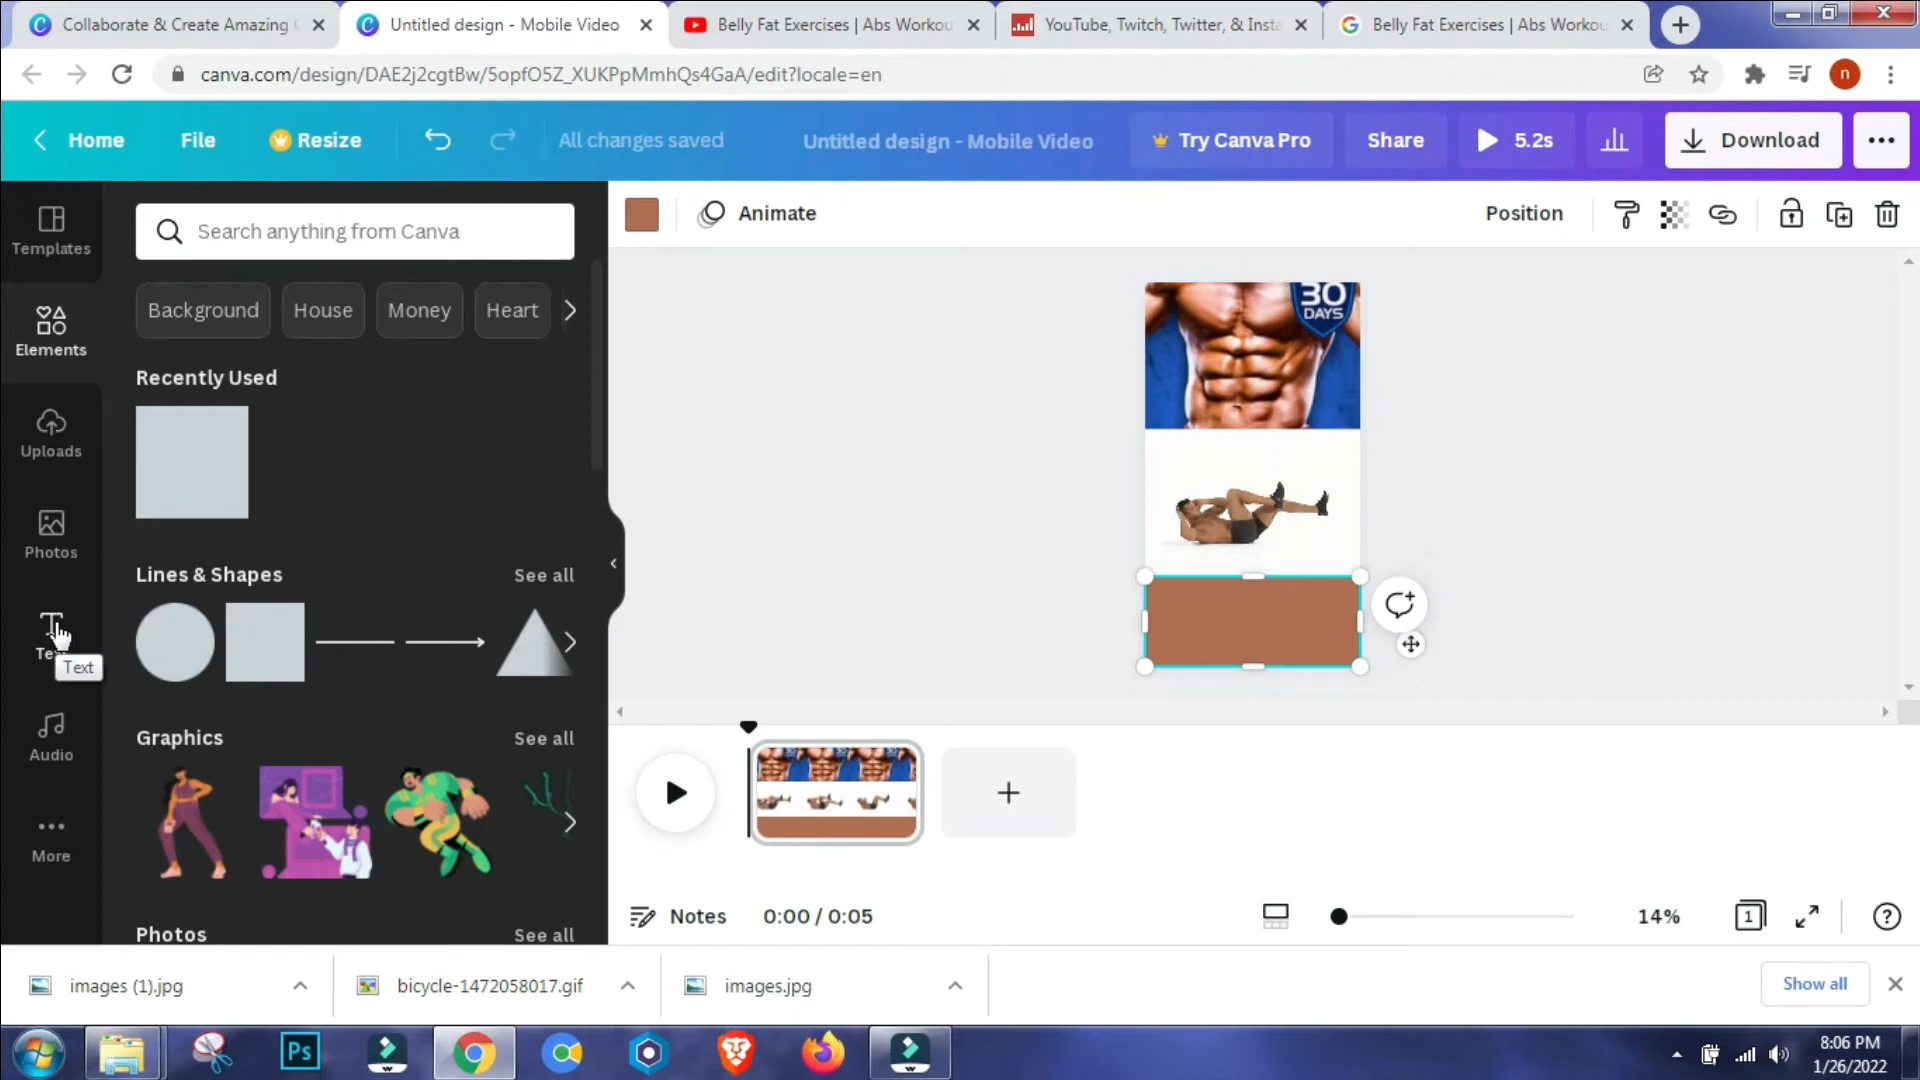 Collaborate & Create Amazing
Untitled design - Mobile Video
Belly Fat Exercises | Abs Workou
YouTube, Twitch, Twitter, & Insta
Belly Fat Exercises | Abs Workou
canva.com/design/DAE2j2cgtBw/5opfO5Z_XUKPpMmhQs4GaA/edit?locale=en
n
Home
File
Resize
All changes saved
Untitled design - Mobile Video
Try Canva Pro
Share
5.2s
Download
Templates
Elements
Uploads
Photos
Text
Audio
More
Search anything from Canva
Background
House
Money
Heart
Recently Used
Lines & Shapes
See all
Graphics
See all
Photos
See all
Animate
Position
30
DAYS
Notes
0:00 / 0:05
14%
1
images (1).jpg
bicycle-1472058017.gif
images.jpg
Show all
Ps
8:06 PM
1/26/2022